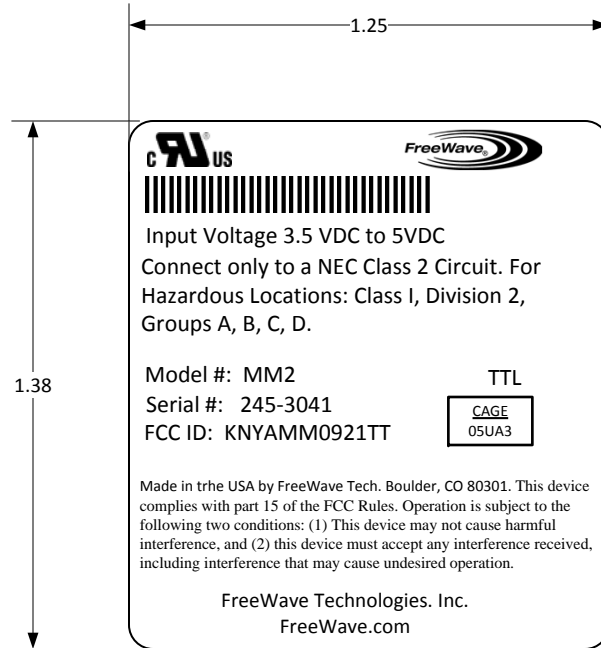 1.25
1.38
C RU ® US
FreeWave®
Input Voltage 3.5 VDC to 5VDC
Connect only to a NEC Class 2 Circuit. For
Hazardous Locations: Class I, Division 2,
Groups A, B, C, D.
Model #: MM2
TTL
Serial #: 245-3041
FCC ID: KNYAMM0921TT
CAGE
05UA3
Made in trhe USA by FreeWave Tech. Boulder, CO 80301. This device
complies with part 15 of the FCC Rules. Operation is subject to the
following two conditions: (1) This device may not cause harmful
interference, and (2) this device must accept any interference received,
including interference that may cause undesired operation.
FreeWave Technologies. Inc.
FreeWave.com